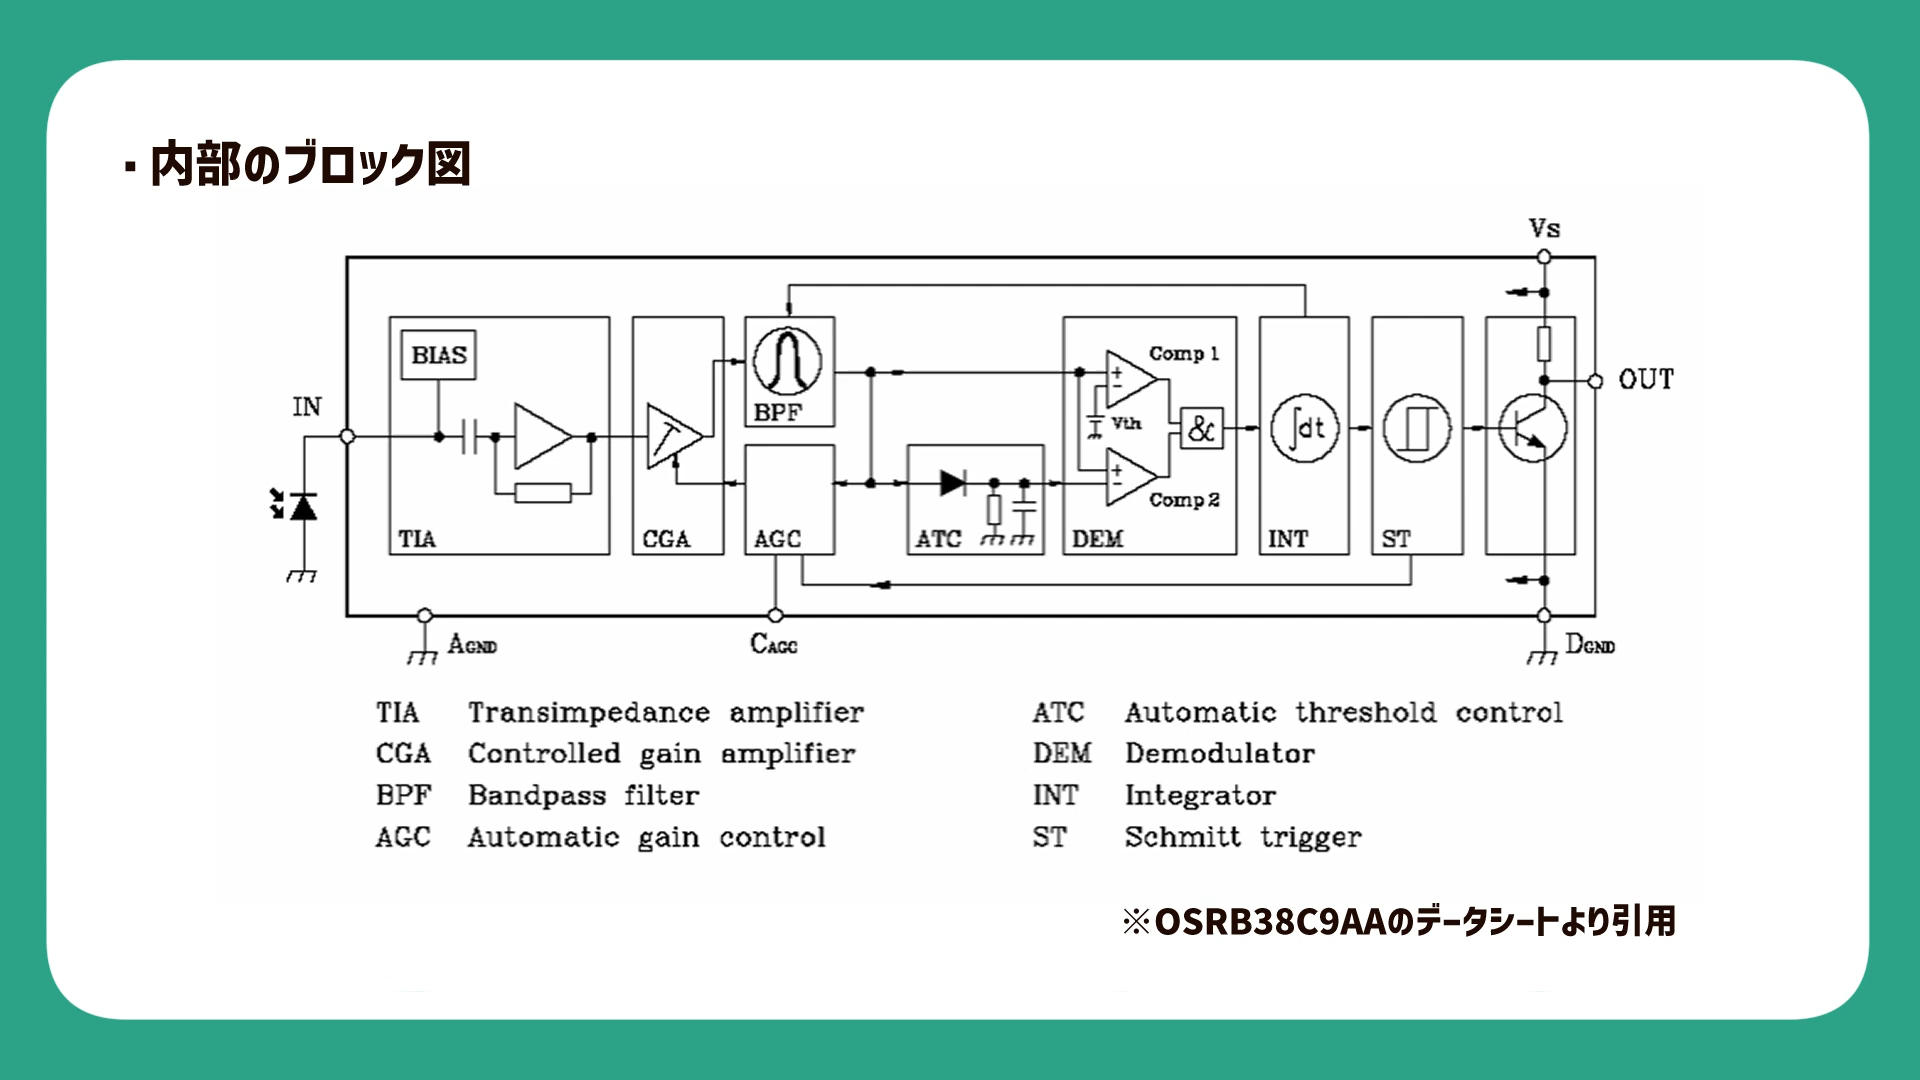 ・内部のブロック図
Vs
BIAS
Comp 1
OUT
IN
BPF
Vth
&
∫dt
Comp 2
TIA
CGA
AGC
ATC
DEM
INT
ST
AGND
CAGC
DGND
TIA Transimpedance amplifier
CGA Controlled gain amplifier
BPF Bandpass filter
AGC Automatic gain control
ATC Automatic threshold control
DEM Demodulator
INT Integrator
ST Schmitt trigger
※OSRB38C9AAのデータシートより引用